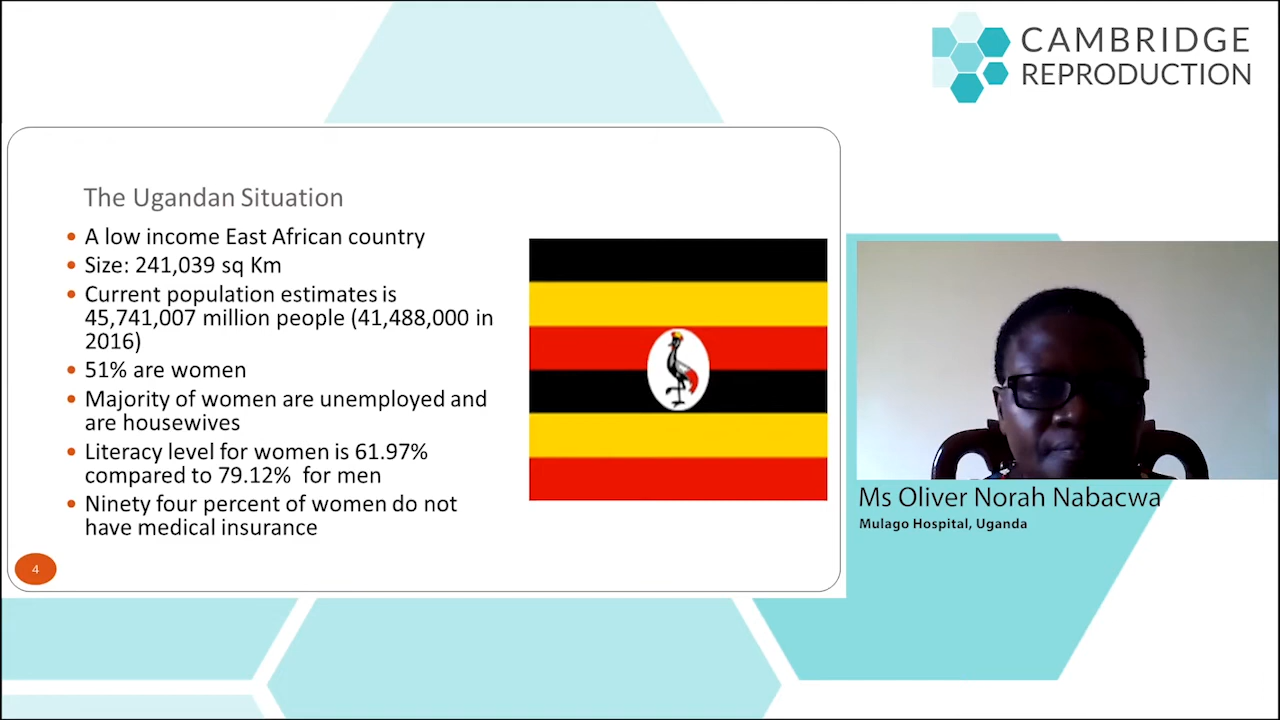 CAMBRIDGE
REPRODUCTION
The Ugandan Situation
• A low income East African country
• Size: 241,039 sq Km
• Current population estimates is
45,741,007 million people (41,488,000 in
2016)
• 51% are women
• Majority of women are unemployed and
are housewives
• Literacy level for women is 61.97%
compared to 79.12%  for men
• Ninety four percent of women do not
have medical insurance
4
Ms Oliver Norah Nabacwa
Mulago Hospital, Uganda